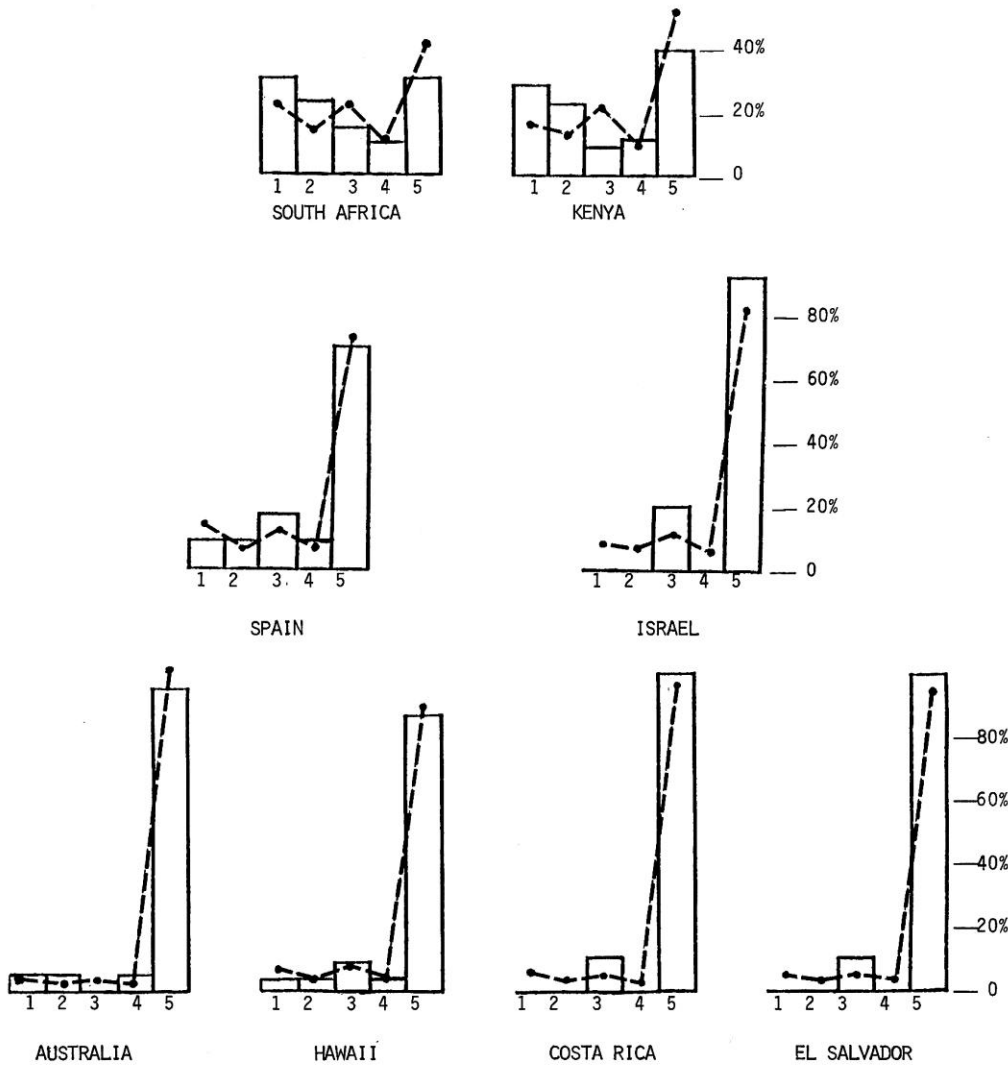 40%
20%
0
1 2 3 4 5
1 2 3 4 5
SOUTH AFRICA
KENYA
80%
60%
40%
20%
0
1 2 3 4 5
1 2 3 4 5
SPAIN
ISRAEL
80%
60%
40%
20%
0
1 2 3 4 5
1 2 3 4 5
1 2 3 4 5
1 2 3 4 5
AUSTRALIA
HAWAII
COSTA RICA
EL SALVADOR